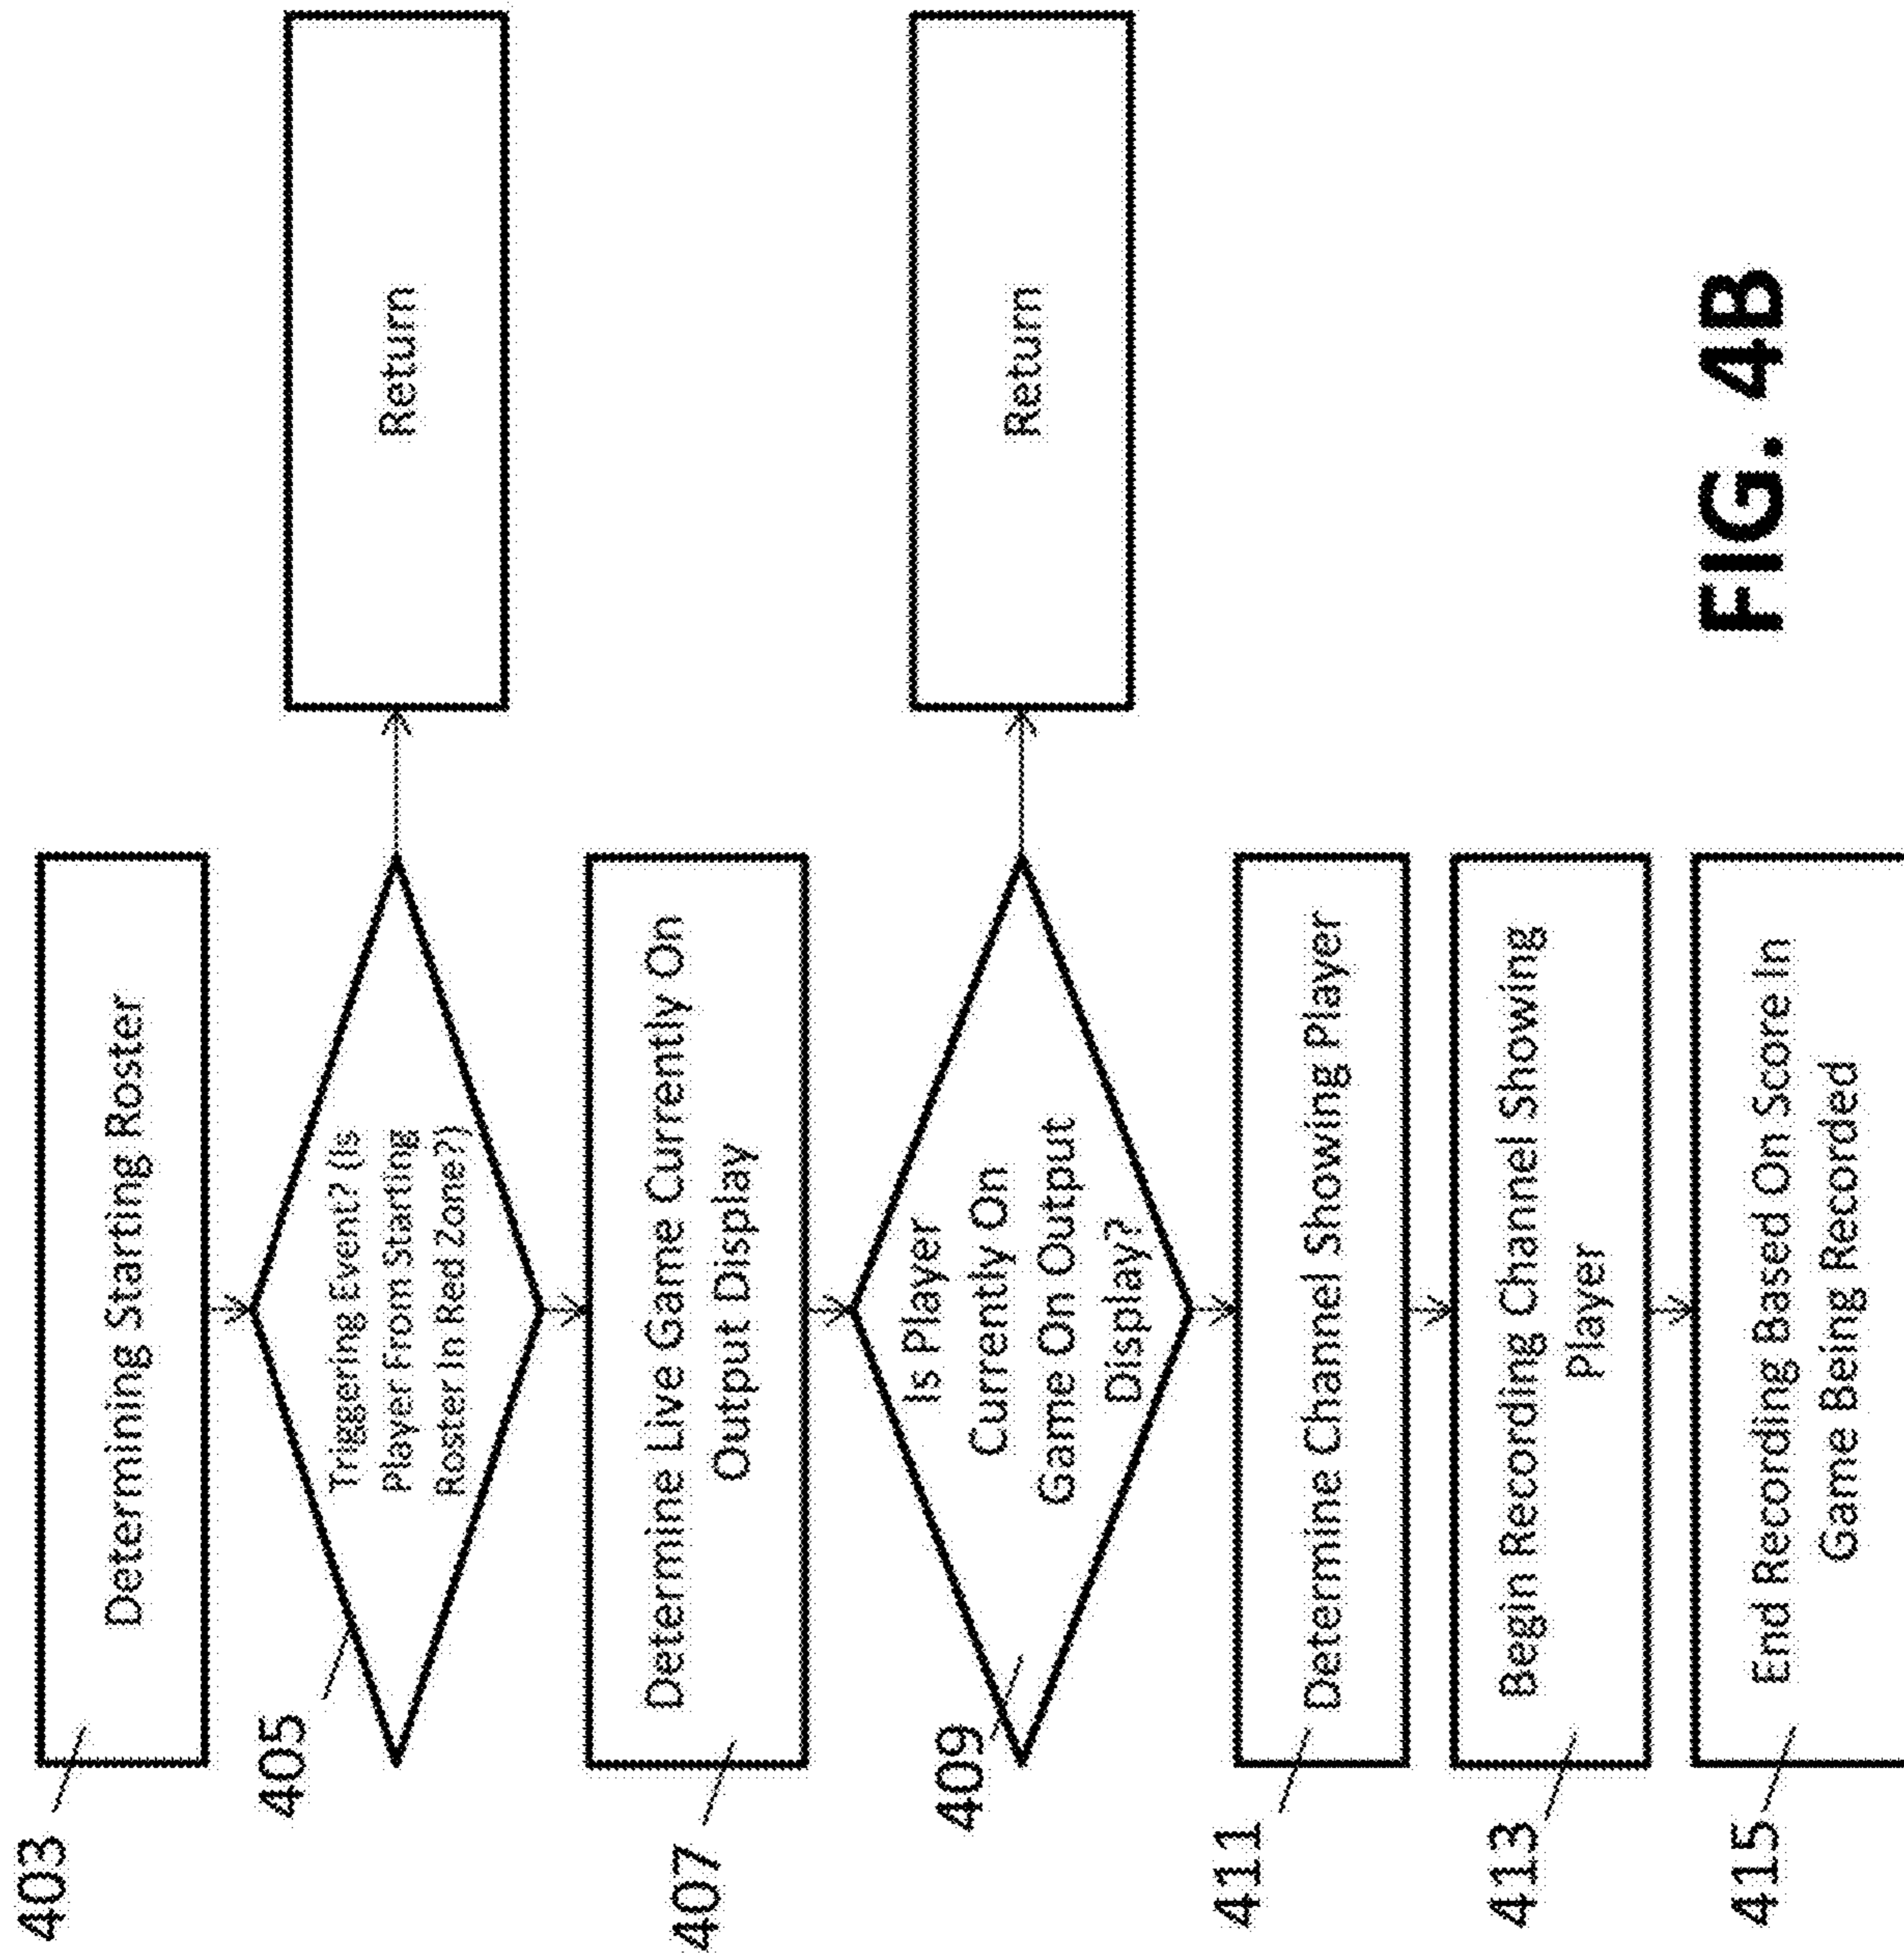 403
Determining Starting Roster
405
Triggering Event? (Is
Player From Starting
Roster In Red Zone?)
Return
407
Determine Live Game Currently On
Output Display
409
Is Player
Currently On
Game On Output
Display?
Return
411
Determine Channel Showing Player
413
Begin Recording Channel Showing
Player
415
End Recording Based On Score In
Game Being Recorded
FIG. 4B